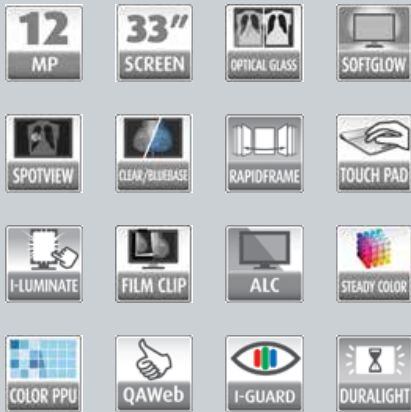 12
MP
33″
SCREEN
OPTICAL GLASS
SOFTGLOW
SPOTVIEW
CLEAR/BLUEBASE
RAPIDFRAME
TOUCH PAD
I-LUMINATE
FILM CLIP
ALC
STEADY COLOR
COLOR PPU
QAWeb
I-GUARD
DURALIGHT